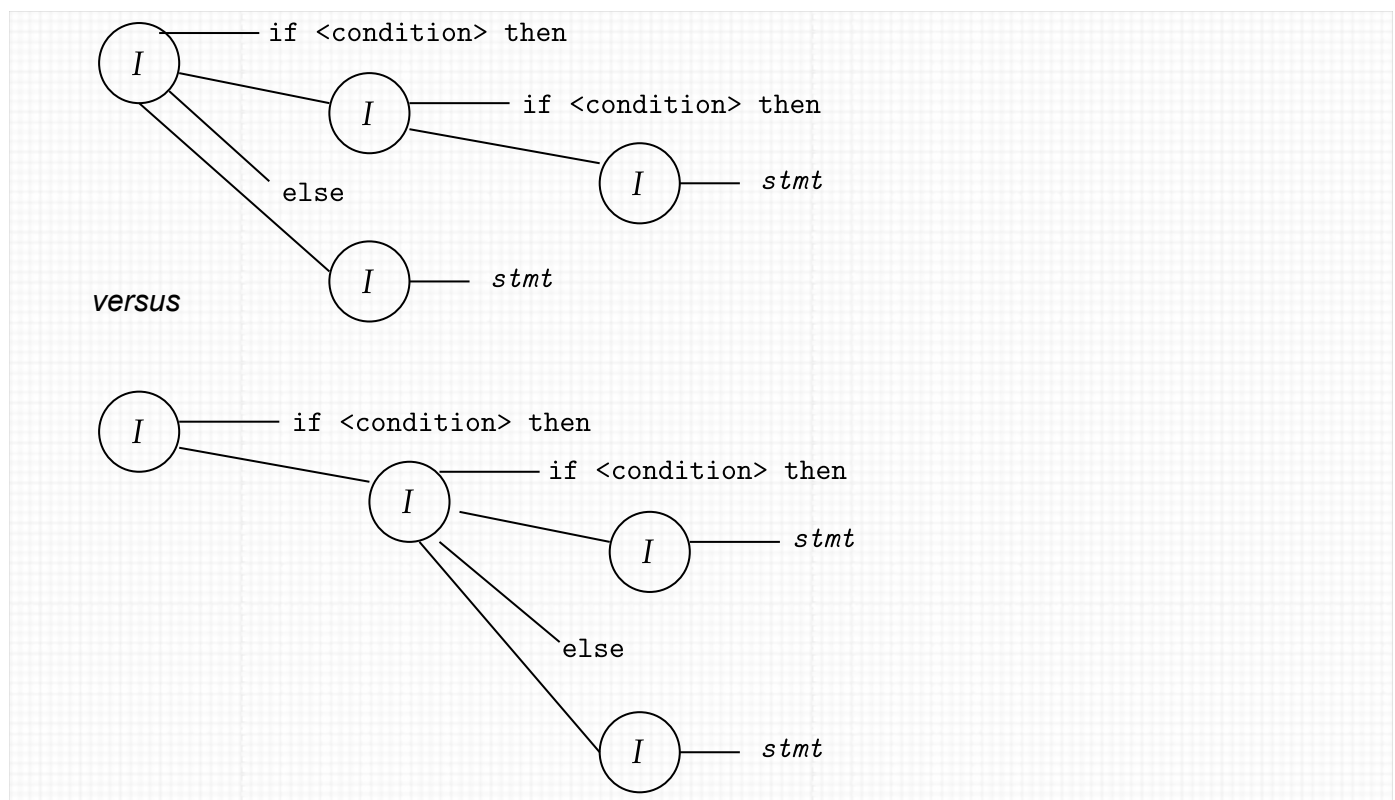 if <condition> then
I
I
if <condition> then
I
stmt
else
I
stmt
versus
if <condition> then
I
if <condition> then
I
I
stmt
else
I
stmt